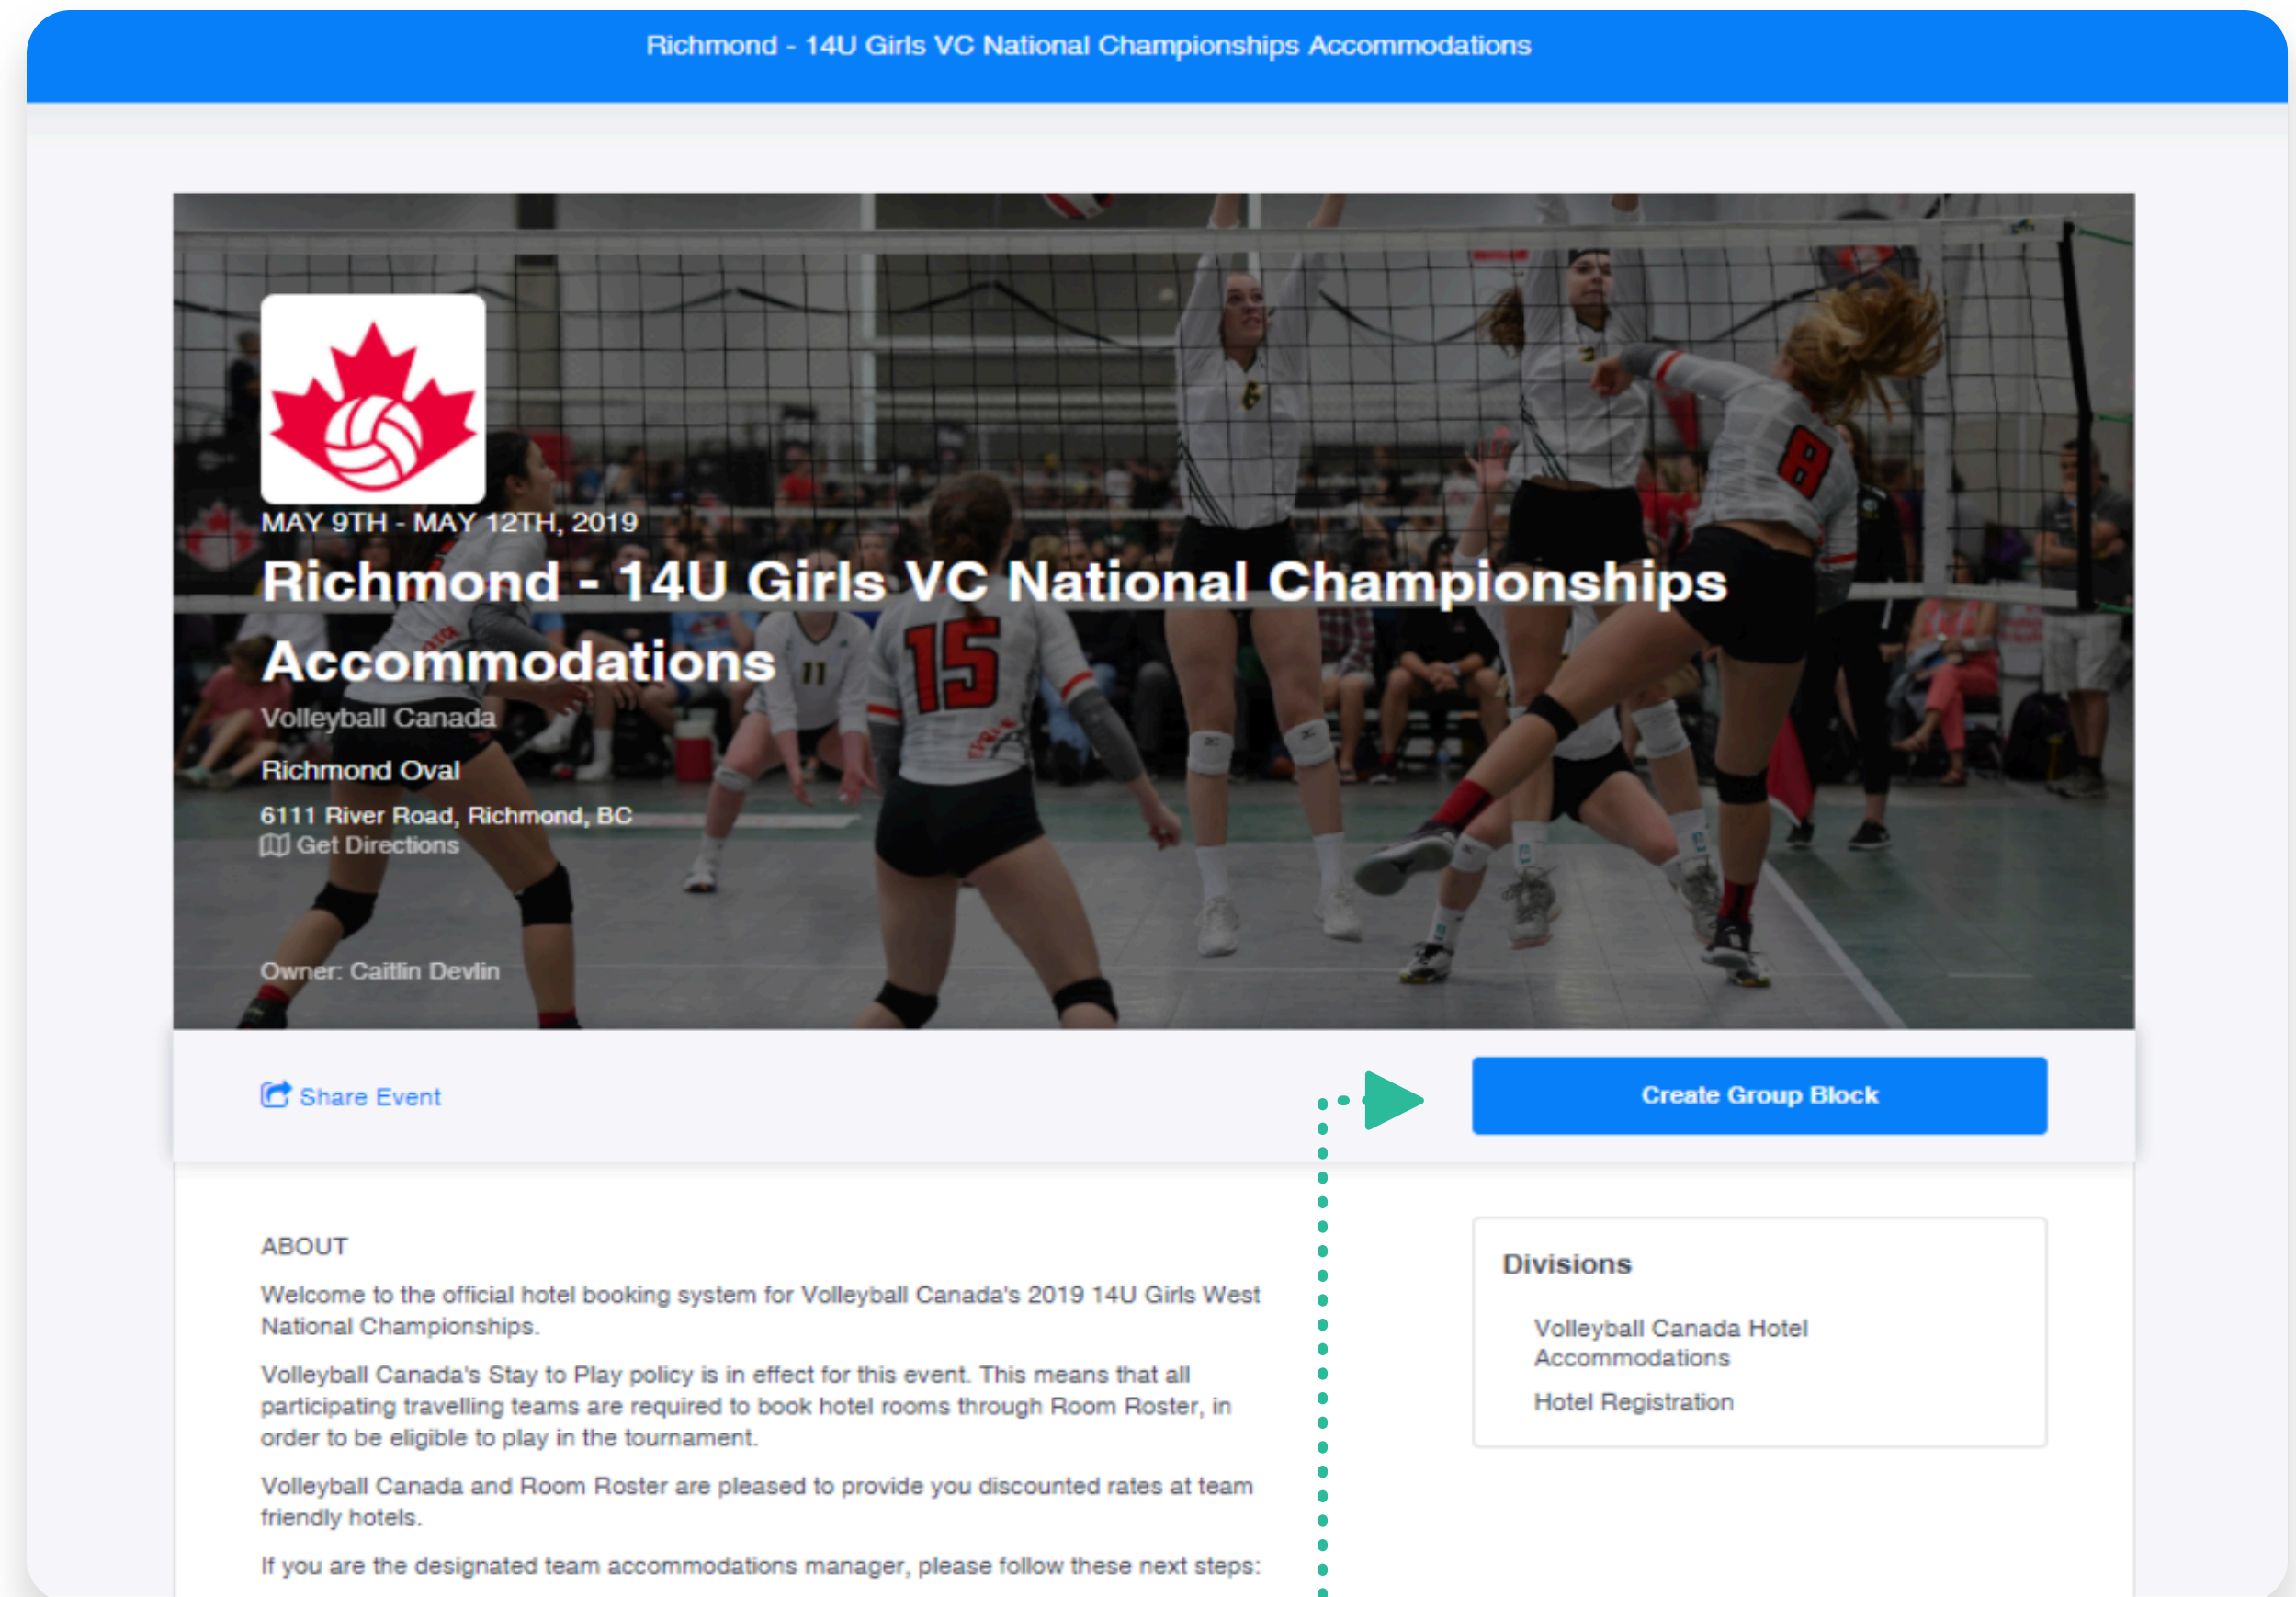 Richmond - 14U Girls VC National Championships Accommodations
MAY 9TH - MAY 12TH, 2019
Richmond - 14U Girls VC National Championships
Accommodations
Volleyball Canada
Richmond Oval
6111 River Road, Richmond, BC
Get Directions
Owner: Caitlin Devlin
6
8
11
15
Share Event
Create Group Block
ABOUT
Welcome to the official hotel booking system for Volleyball Canada's 2019 14U Girls West
National Championships.
Volleyball Canada's Stay to Play policy is in effect for this event. This means that all
participating travelling teams are required to book hotel rooms through Room Roster, in
order to be eligible to play in the tournament.
Volleyball Canada and Room Roster are pleased to provide you discounted rates at team
friendly hotels.
If you are the designated team accommodations manager, please follow these next steps:
Divisions
Volleyball Canada Hotel
Accommodations
Hotel Registration